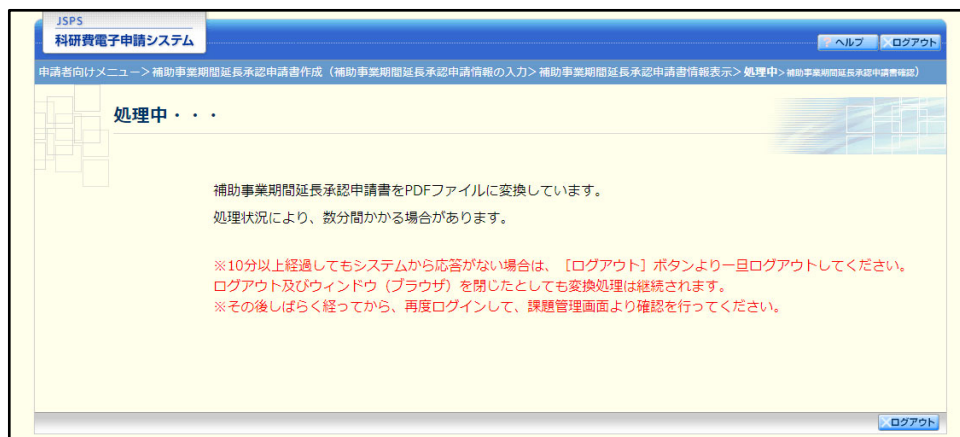 JSPS
科研費電子申請システム
ヘルプ
ログアウト
申請者向けメニュー＞補助事業期間延長承認申請書作成（補助事業期間延長承認申請情報の入力＞補助事業期間延長承認申請書情報表示＞処理中＞補助事業期間延長承認申請書確認）
処理中・・・
補助事業期間延長承認申請書をPDFファイルに変換しています。
処理状況により、数分間かかる場合があります。
※10分以上経過してもシステムから応答がない場合は、［ログアウト］ボタンより一旦ログアウトしてください。
ログアウト及びウィンドウ（ブラウザ）を閉じたとしても変換処理は継続されます。
※その後しばらく経ってから、再度ログインして、課題管理画面より確認を行ってください。
ログアウト